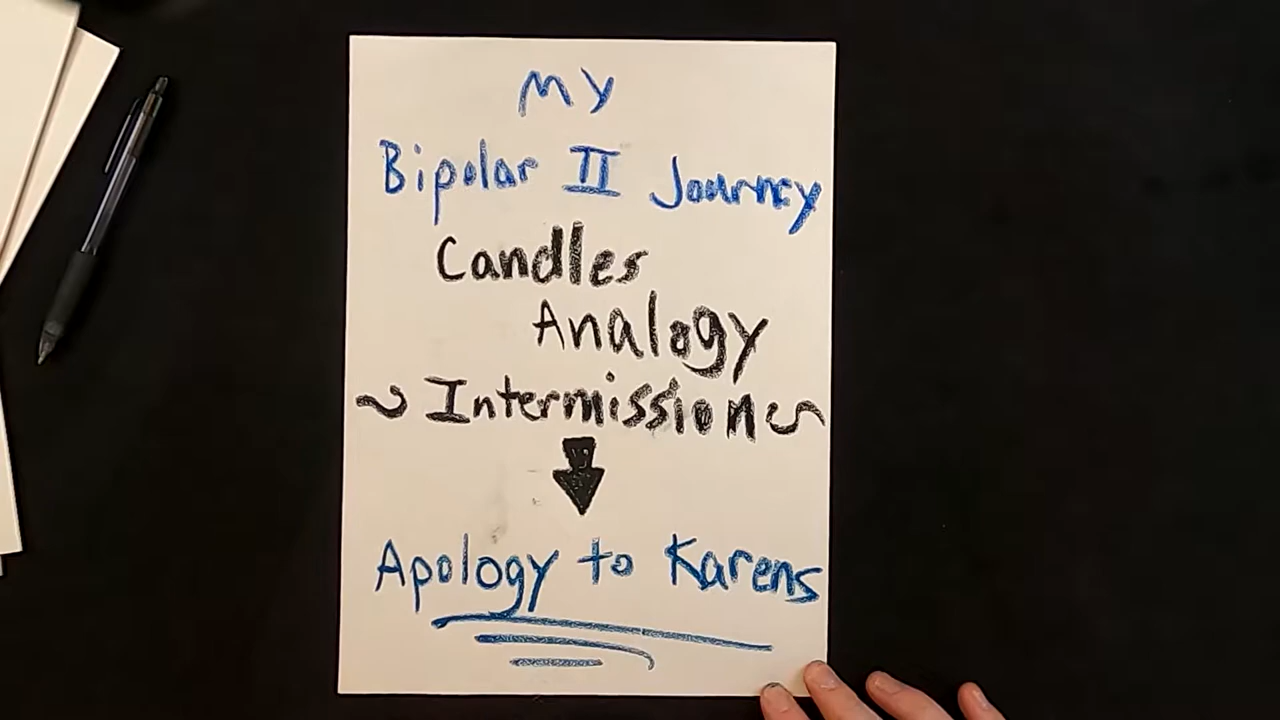 My
Bipolar II Journey
Candles
Analogy
~ Intermission ~
Apology to Karens